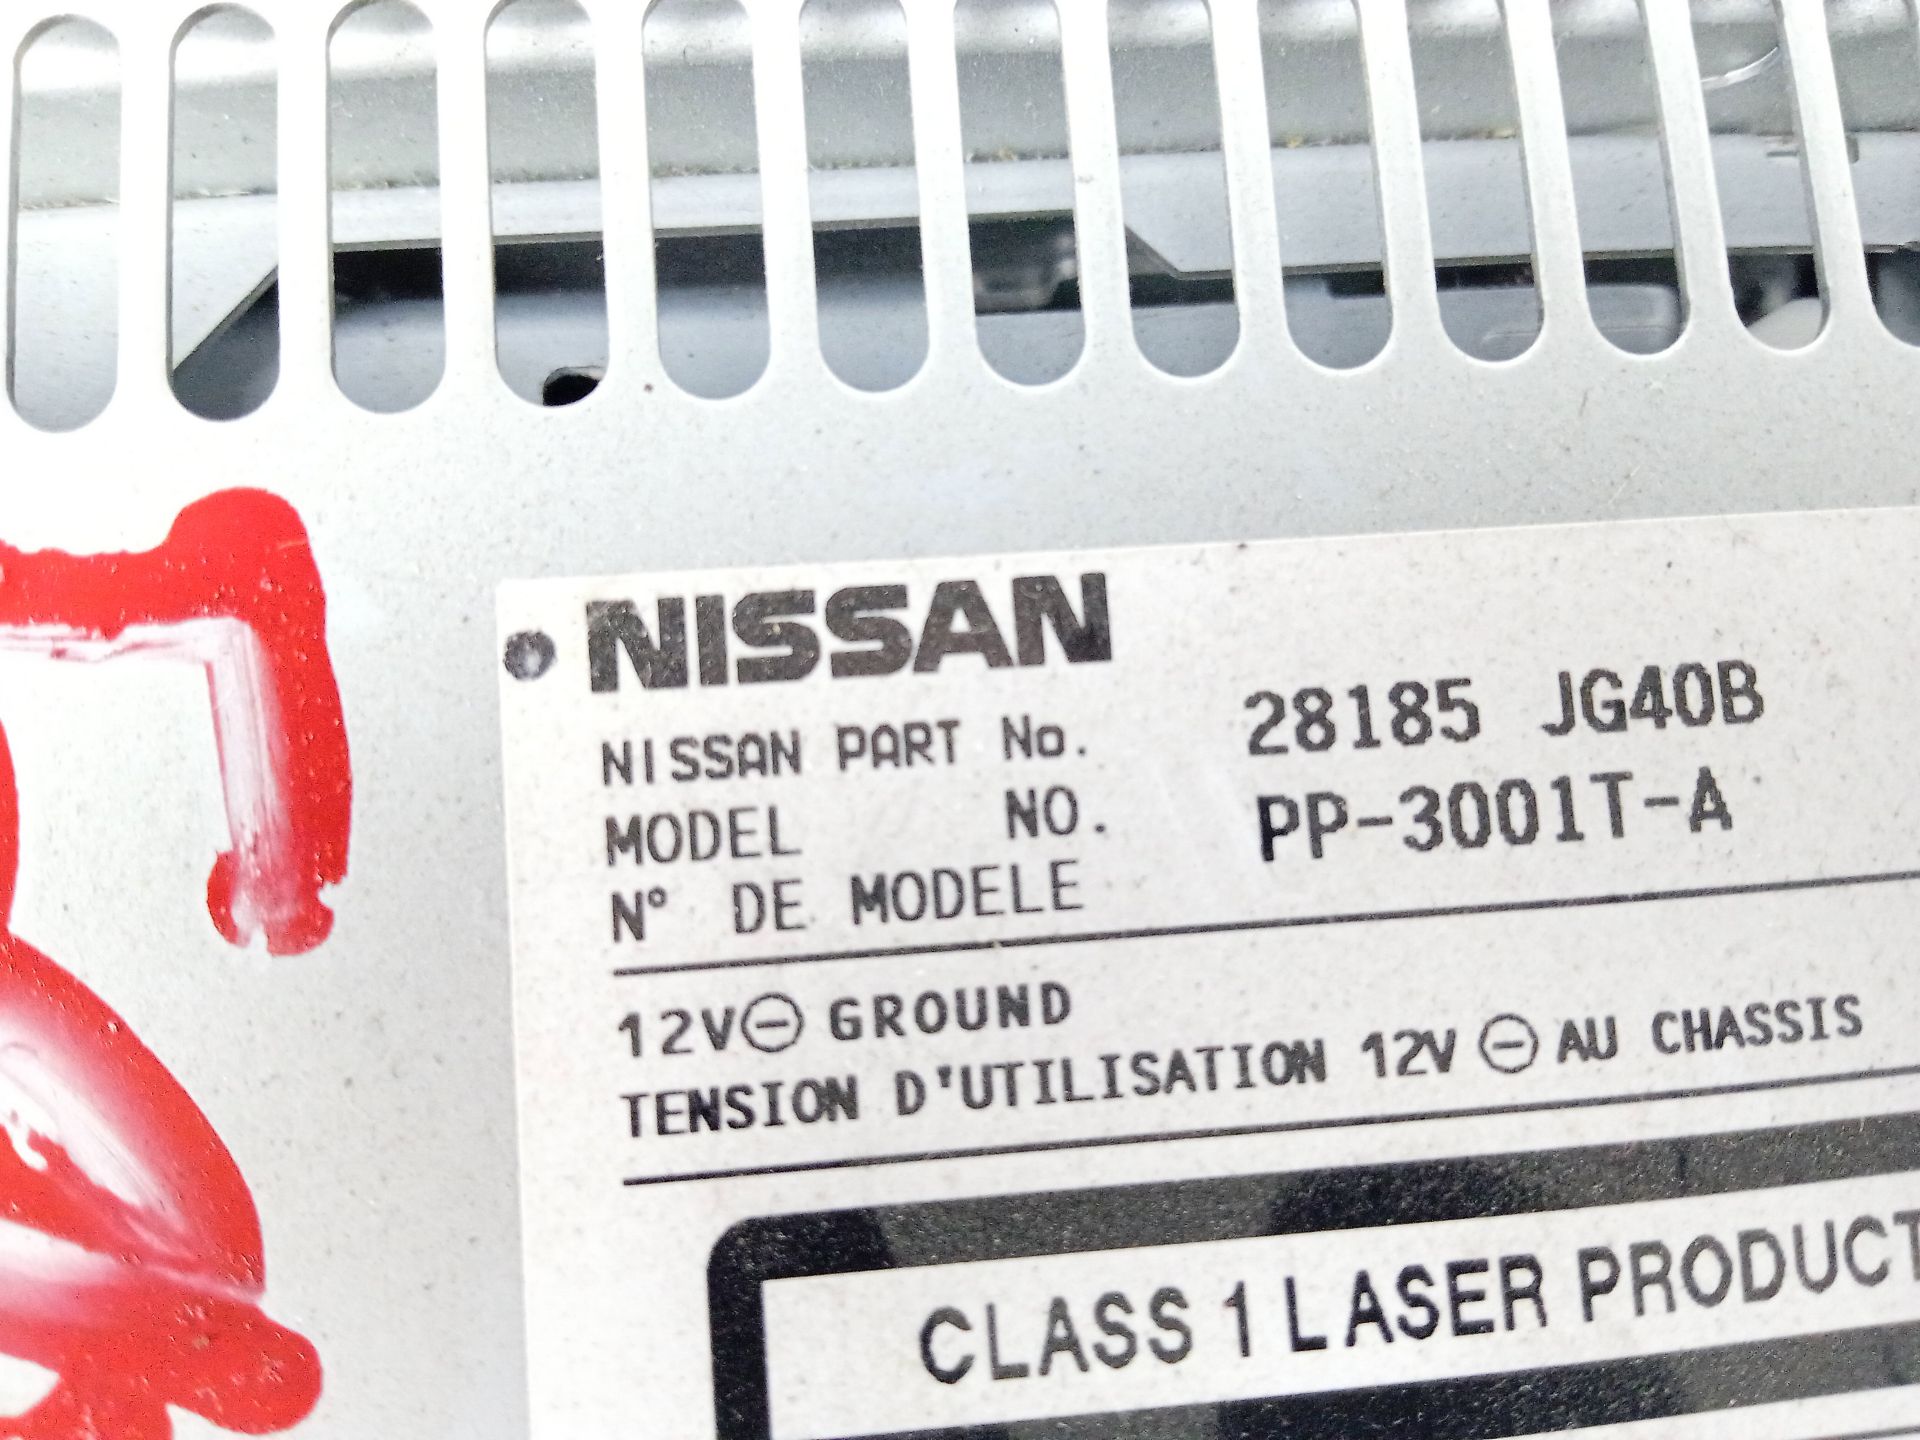 NISSAN
NISSAN PART No. 28185 JG40B
MODEL NO. PP-3001T-A
N° DE MODELE
12V⊖ GROUND
TENSION D'UTILISATION 12V ⊖ AU CHASSIS
CLASS 1 LASER PRODUCT